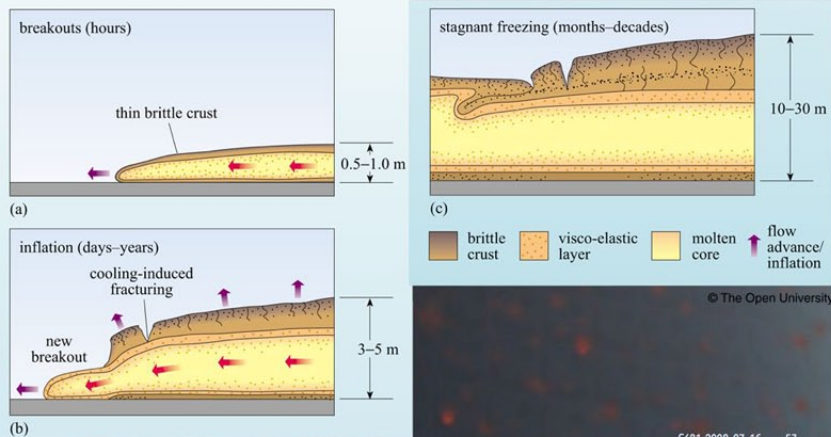 breakouts (hours)
thin brittle crust
0.5–1.0 m
(a)
inflation (days–years)
cooling-induced
fracturing
new
breakout
3–5 m
(b)
stagnant freezing (months–decades)
10–30 m
(c)
brittle
crust
visco-elastic
layer
molten
core
flow
advance/
inflation
© The Open University